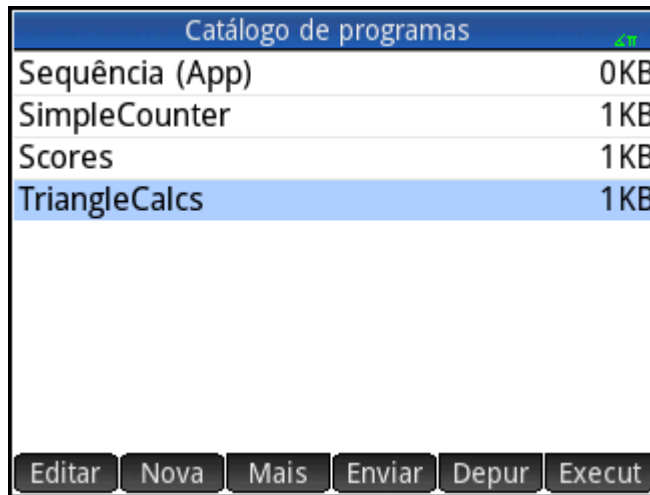 Catálogo de programas ∡π
Sequência (App) 0KB
SimpleCounter 1KB
Scores 1KB
TriangleCalcs 1KB
Editar Nova Mais Enviar Depur Execut